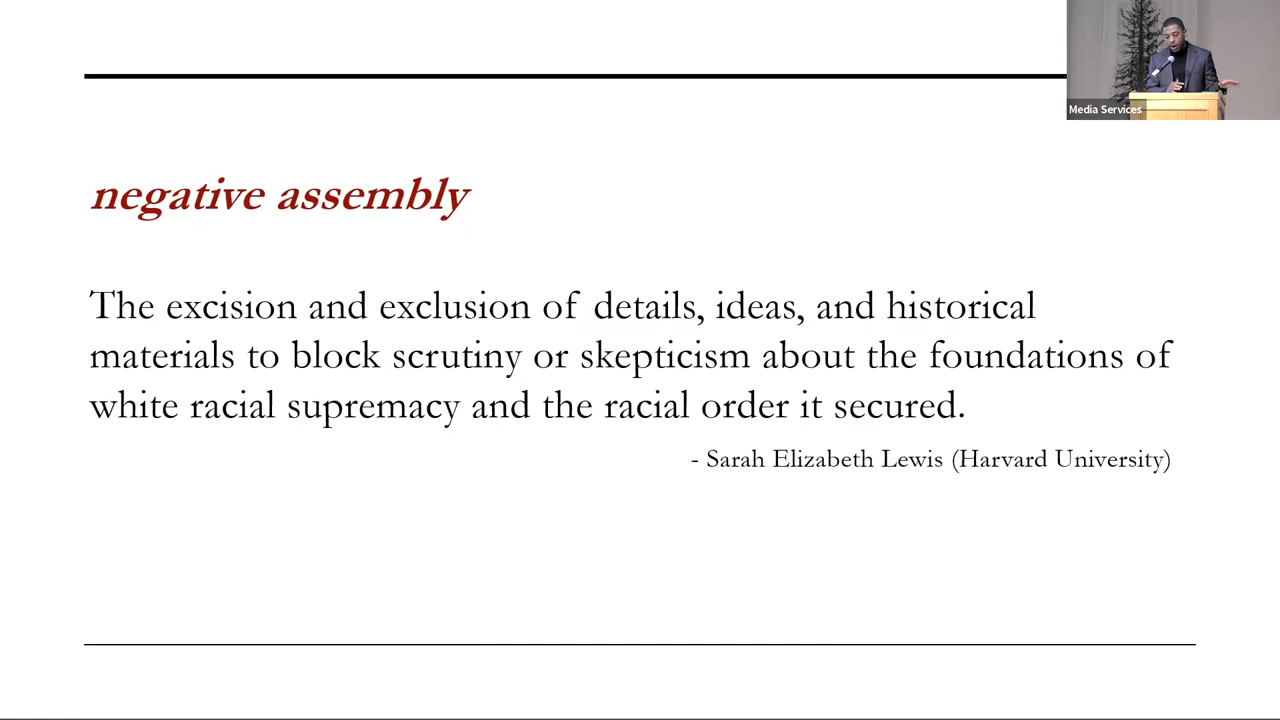 Media Services
negative assembly
The excision and exclusion of details, ideas, and historical
materials to block scrutiny or skepticism about the foundations of
white racial supremacy and the racial order it secured.
- Sarah Elizabeth Lewis (Harvard University)